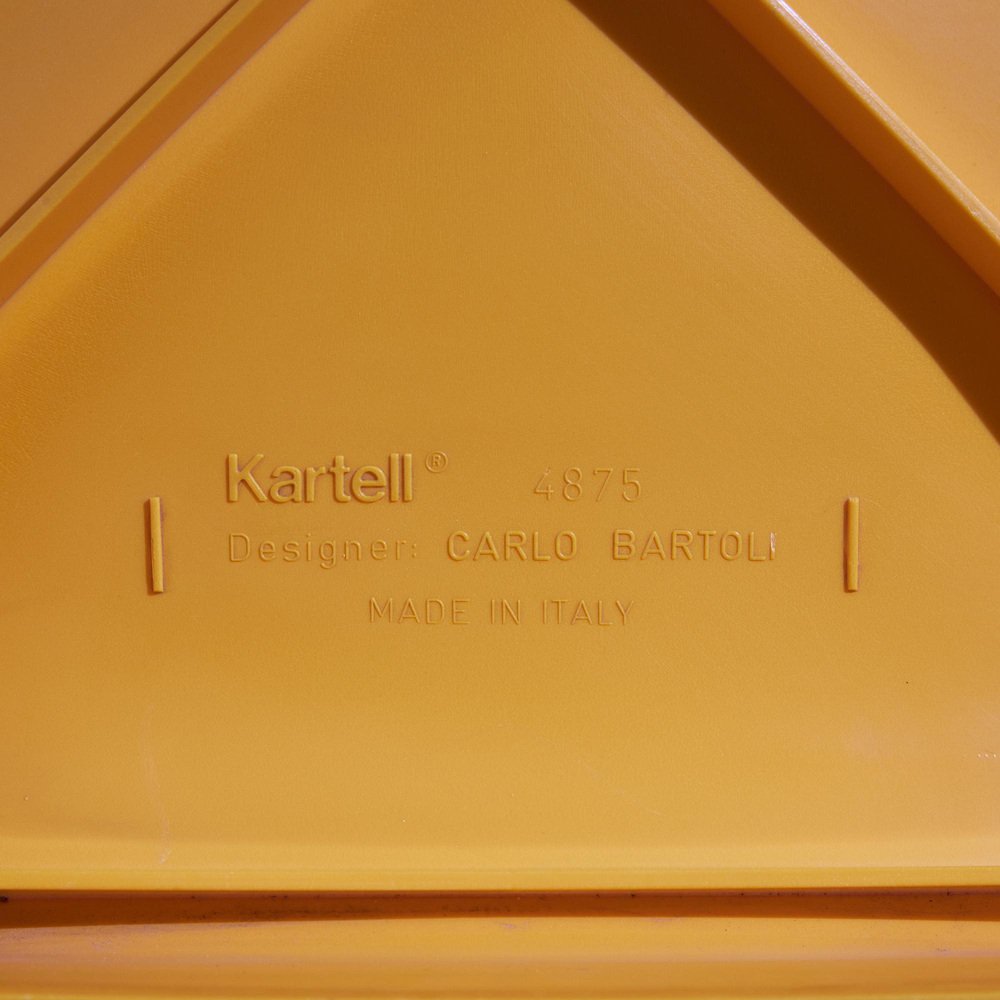 Kartell® 4875
Designer: CARLO BARTOLI
MADE IN ITALY